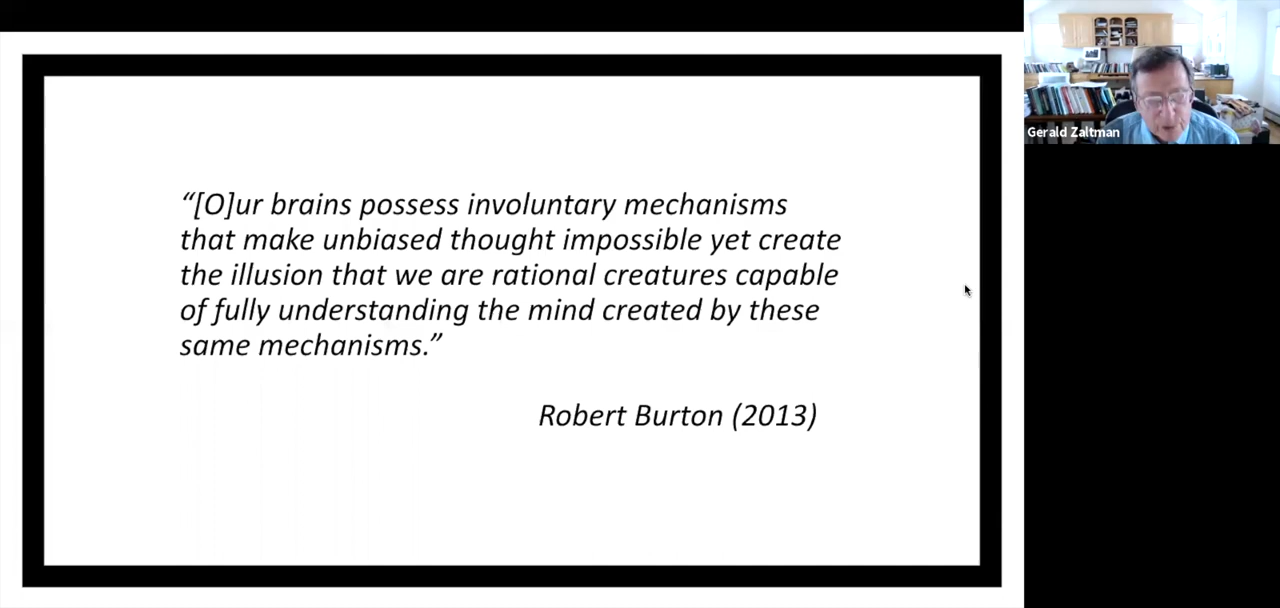 “[O]ur brains possess involuntary mechanisms
that make unbiased thought impossible yet create
the illusion that we are rational creatures capable
of fully understanding the mind created by these
same mechanisms.”
Robert Burton (2013)
Gerald Zaltman